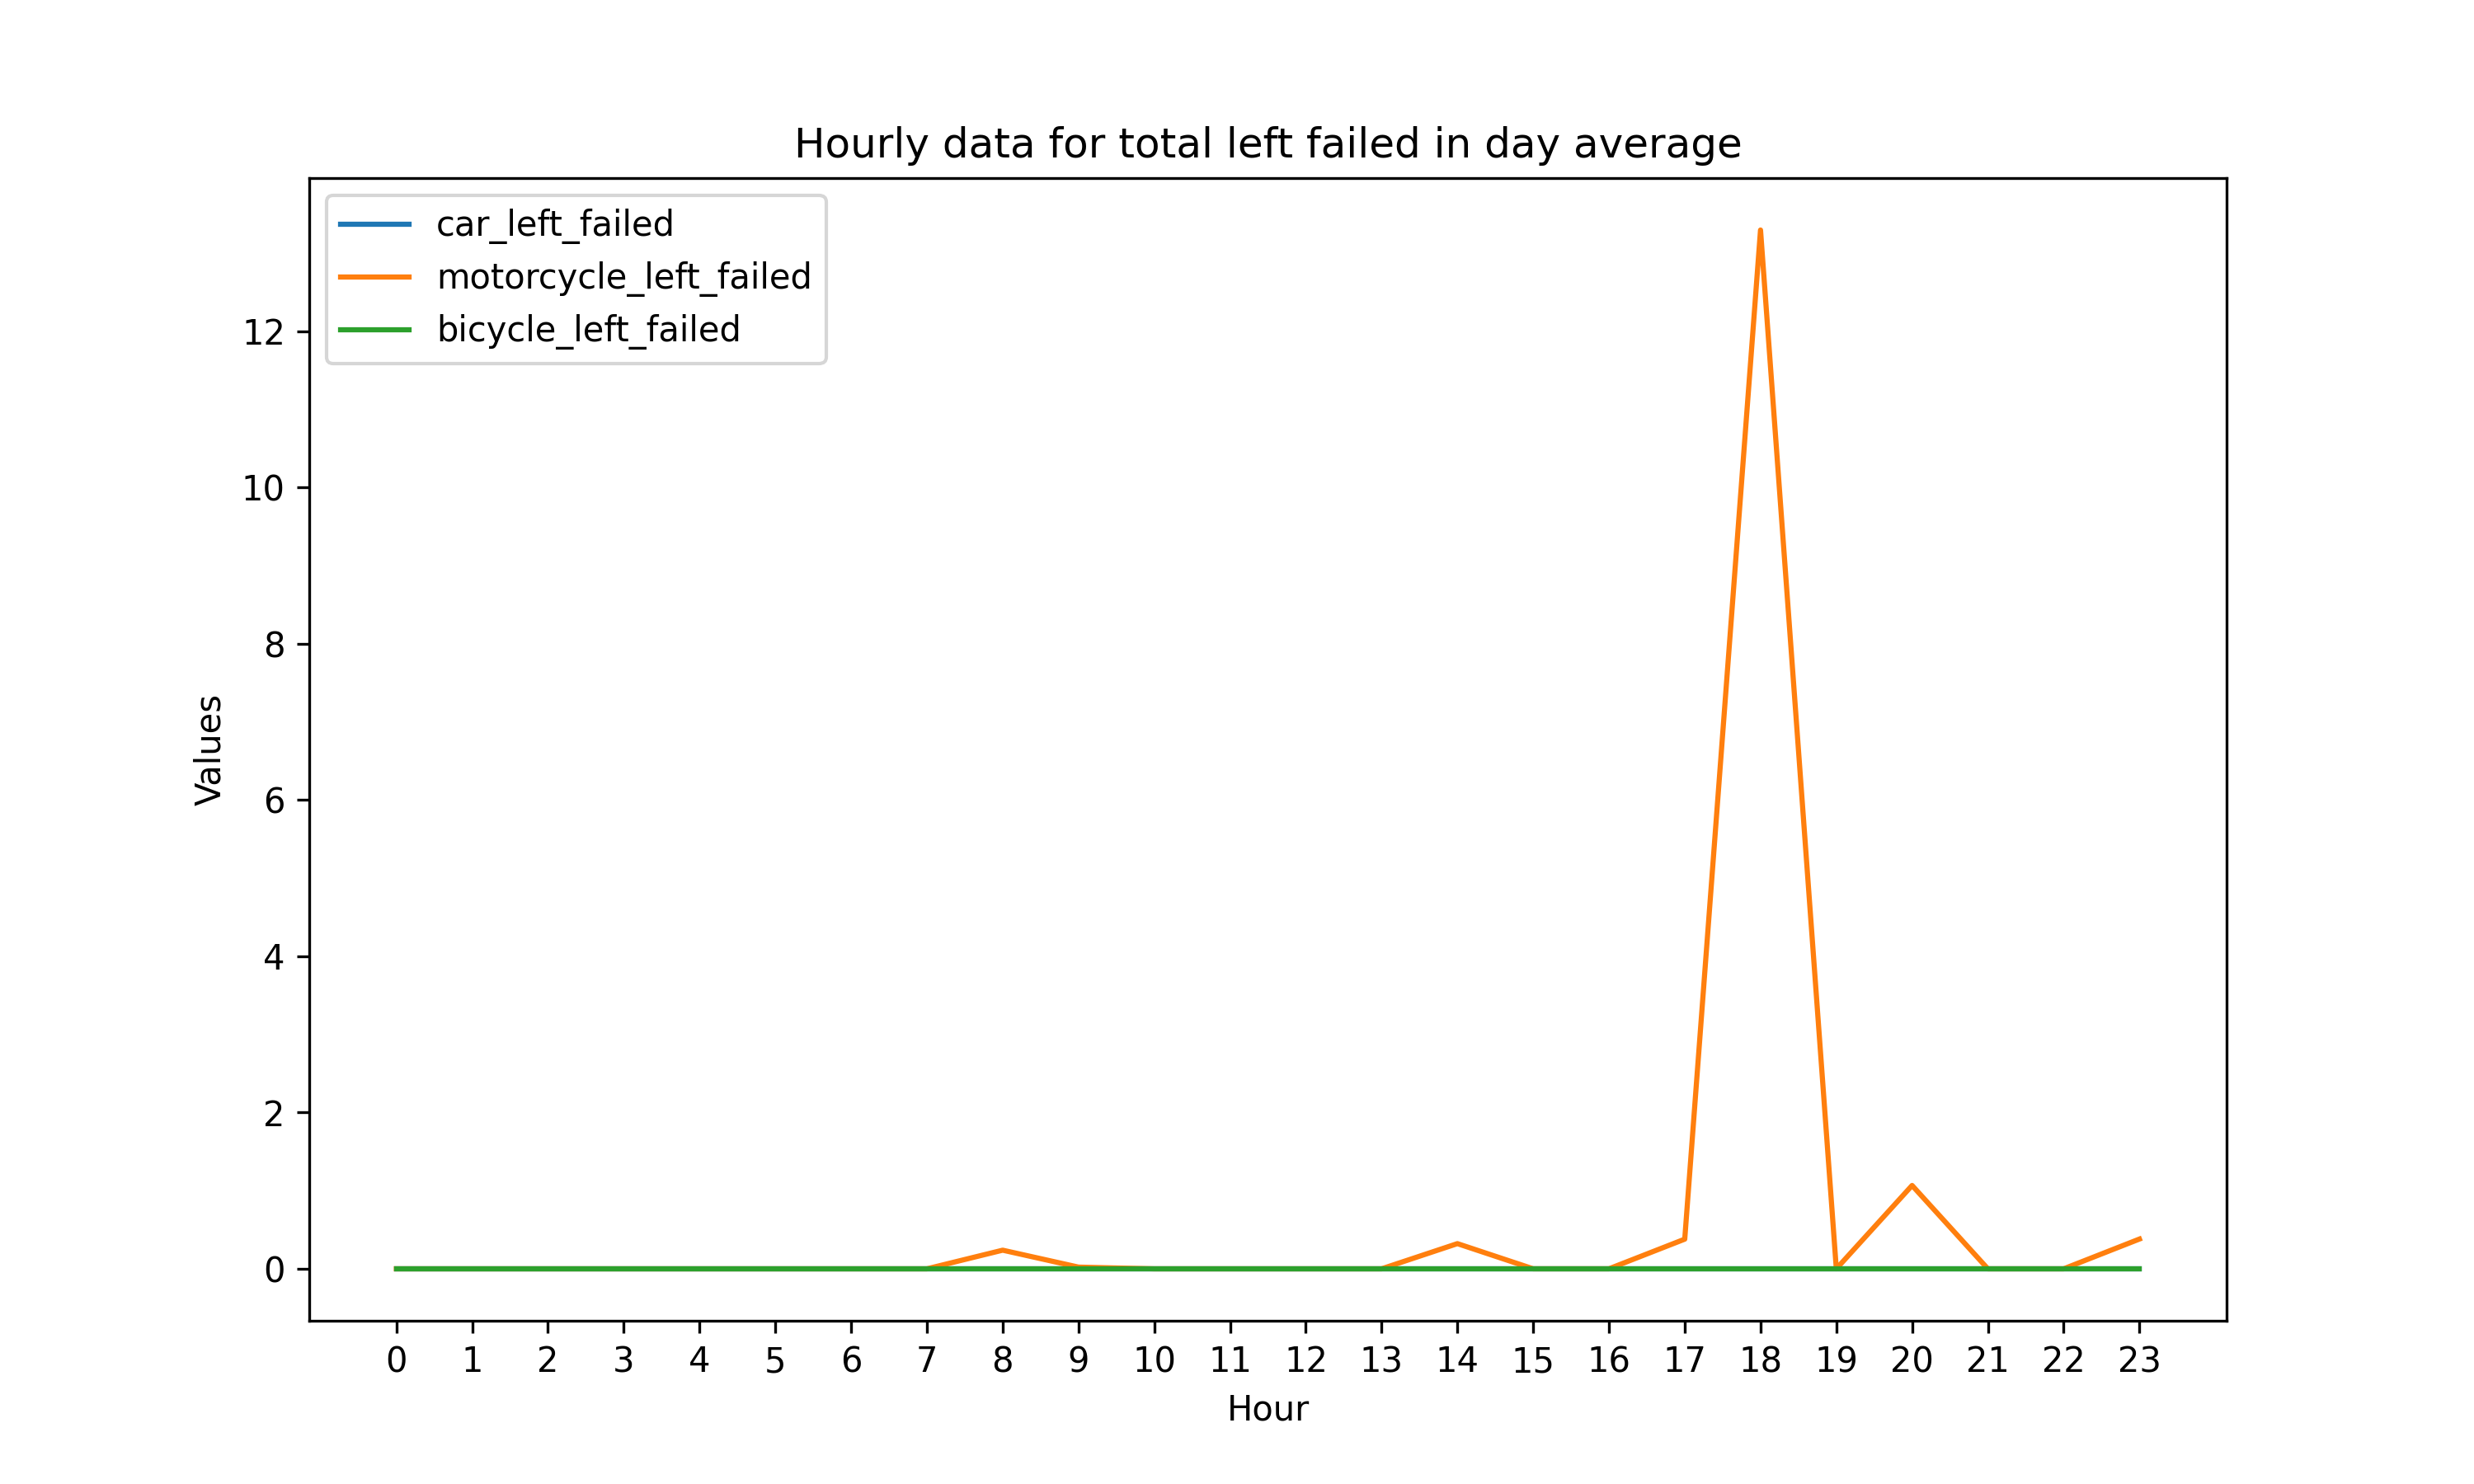 Hourly data for total left failed in day average
car_left_failed
motorcycle_left_failed
bicycle_left_failed
12
10
8
6
4
2
0
Values
0 1 2 3 4 5 6 7 8 9 10 11 12 13 14 15 16 17 18 19 20 21 22 23
Hour